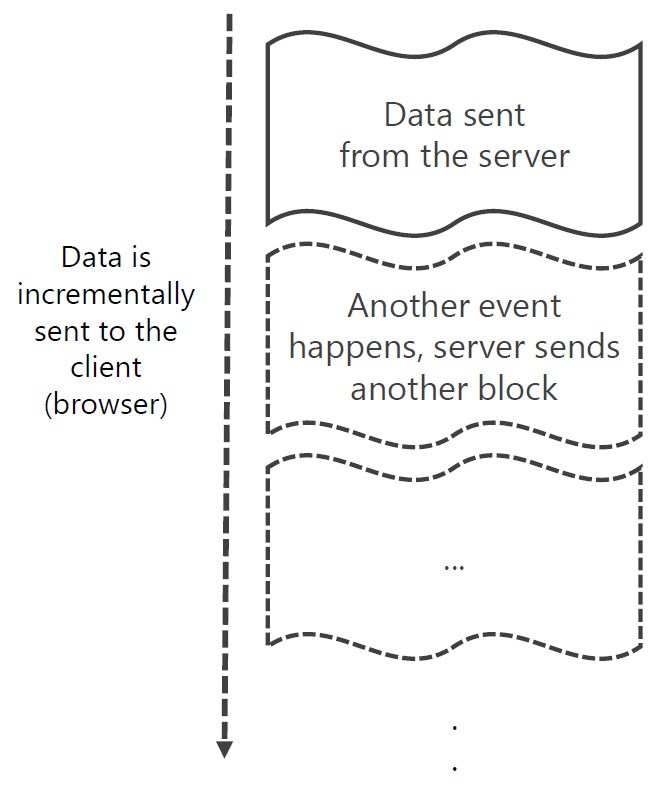 Data sent
from the server
Data is
incrementally
sent to the
client
(browser)
Another event
happens, server sends
another block
...
.
.